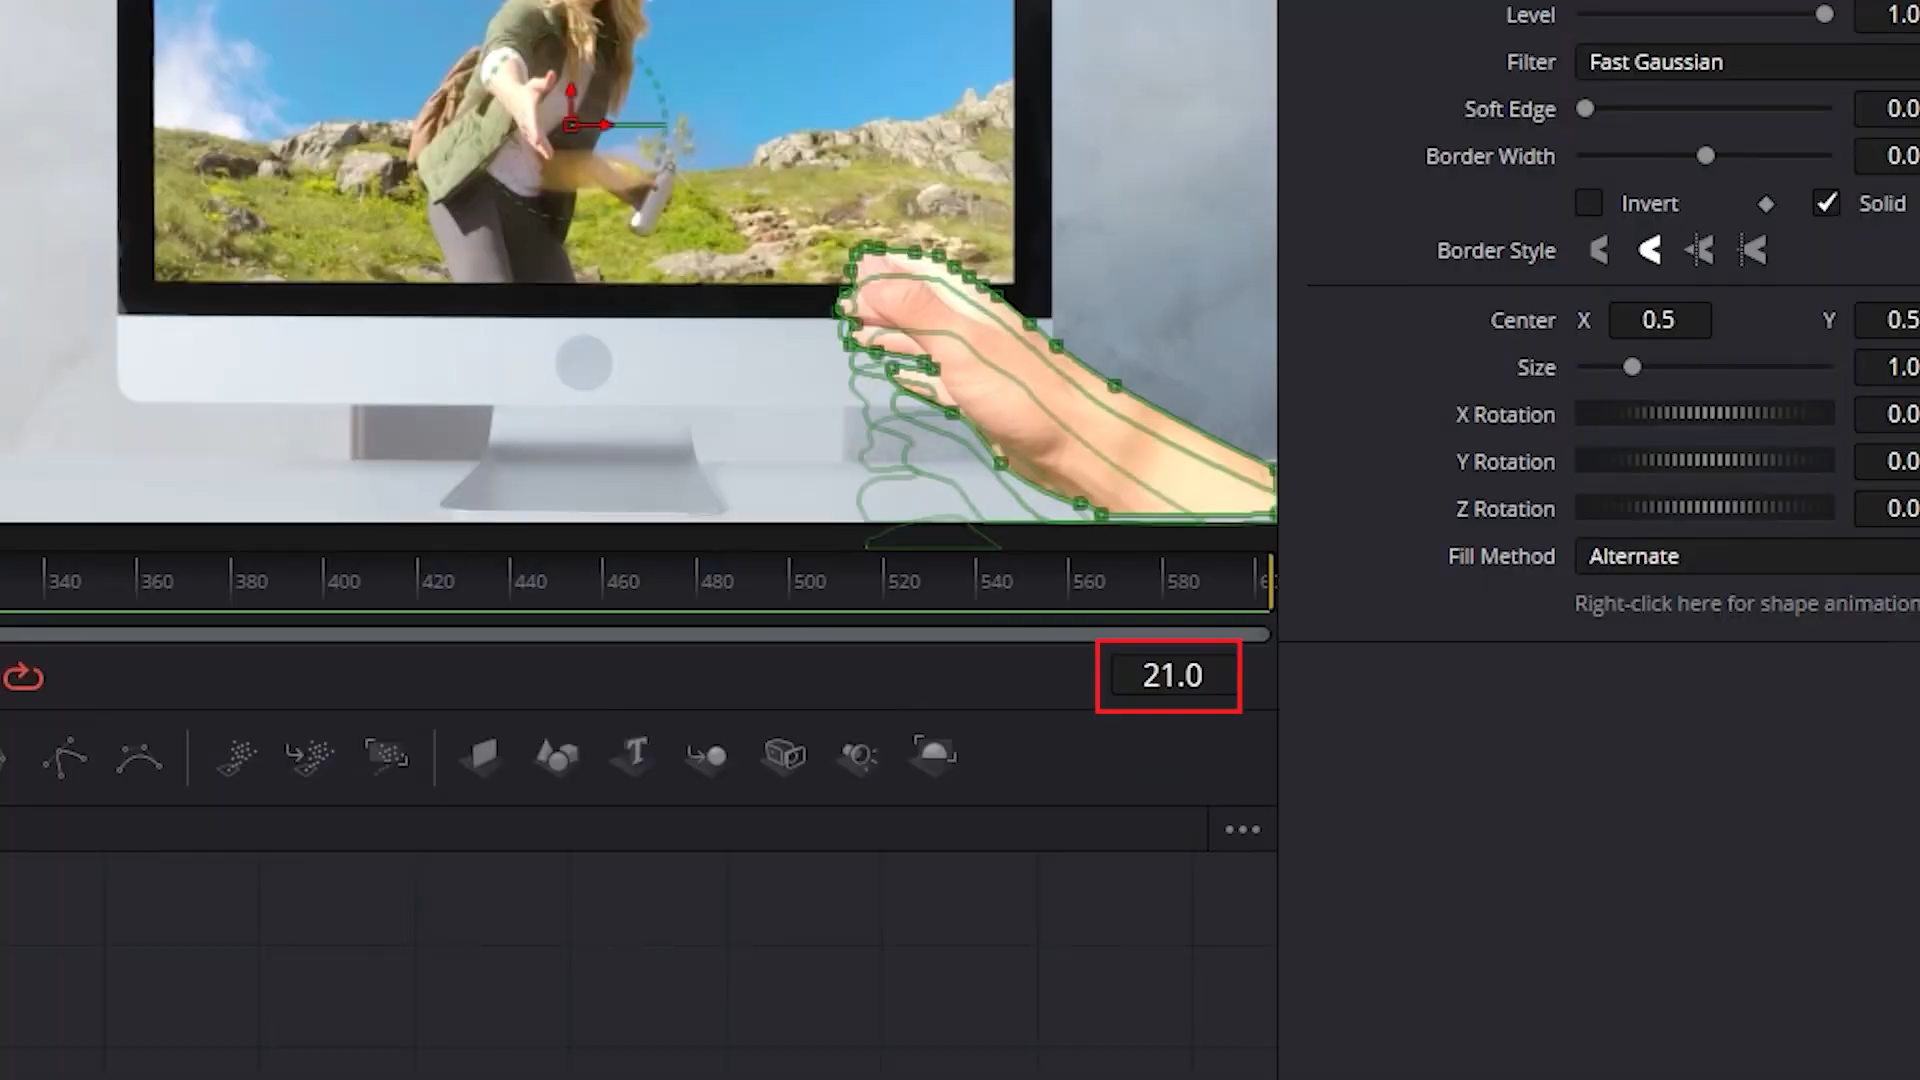 Level 1.0
Filter Fast Gaussian
Soft Edge 0.0
Border Width 0.0
Invert Solid
Border Style
Center X 0.5 Y 0.5
Size 1.0
X Rotation 0.0
Y Rotation 0.0
Z Rotation 0.0
Fill Method Alternate
Right-click here for shape animation
340 360 380 400 420 440 460 480 500 520 540 560 580
21.0